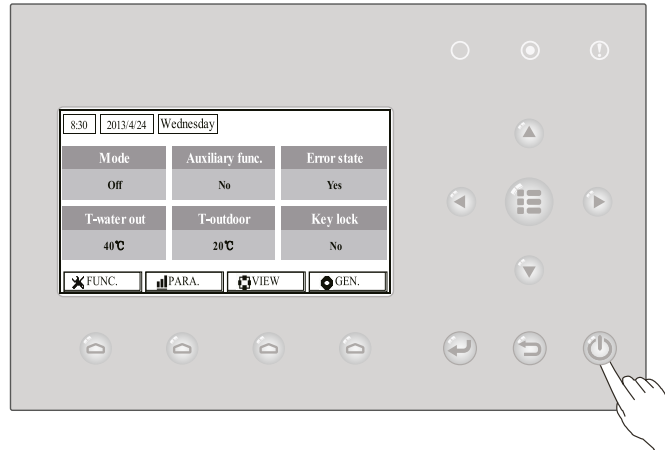 8:30 2013/4/24 Wednesday
Mode Auxiliary func. Error state
Off No Yes
T-water out T-outdoor Key lock
40℃ 20℃ No
FUNC. PARA. VIEW GEN.